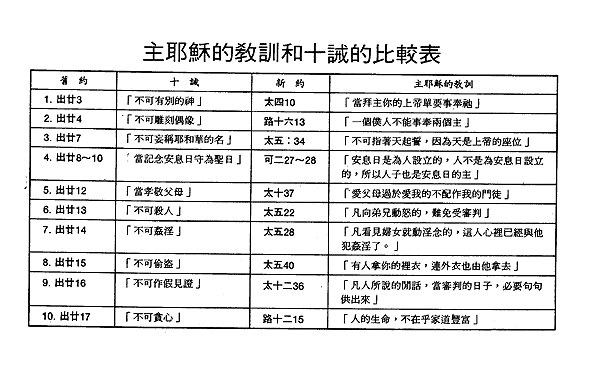 主耶穌的教訓和十誡的比較表
舊 約 十 誡 新 約 主耶穌的教訓
1. 出廿3 「不可有別的神」 太四10 「當拜主你的上帝單要事奉祂」
2. 出廿4 「不可雕刻偶像」 路十六13 「一個僕人不能事奉兩個主」
3. 出廿7 「不可妄稱耶和華的名」 太五：34 「不可指著天起誓，因為天是上帝的座位」
4. 出廿8～10 「當記念安息日守為聖日」 可二27～28 「安息日是為人設立的，人不是為安息日設立
的，所以人子也是安息日的主」
5. 出廿12 「當孝敬父母」 太十37 「愛父母過於愛我的不配作我的門徒」
6. 出廿13 「不可殺人」 太五22 「凡向弟兄動怒的，難免受審判」
7. 出廿14 「不可姦淫」 太五28 「凡看見婦女就動淫念的，這人心裡已經與他
犯姦淫了。」
8. 出廿15 「不可偷盜」 太五40 「有人拿你的裡衣，連外衣也由他拿去」
9. 出廿16 「不可作假見證」 太十二36 「凡人所說的閒話，當審判的日子，必要句句
供出來」
10. 出廿17 「不可貪心」 路十二15 「人的生命，不在乎家道豐富」